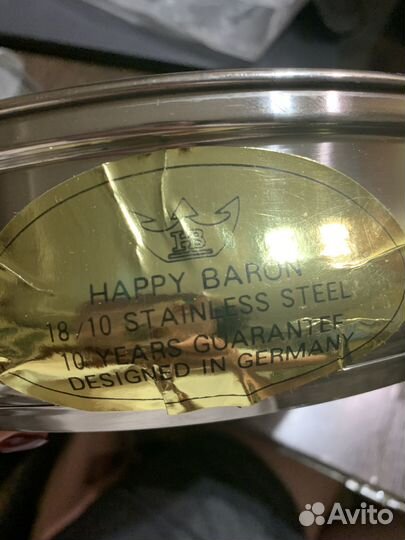 HB
HAPPY BARON
18/10 STAINLESS STEEL
10 YEARS GUARANTEE
DESIGNED IN GERMANY
Avito